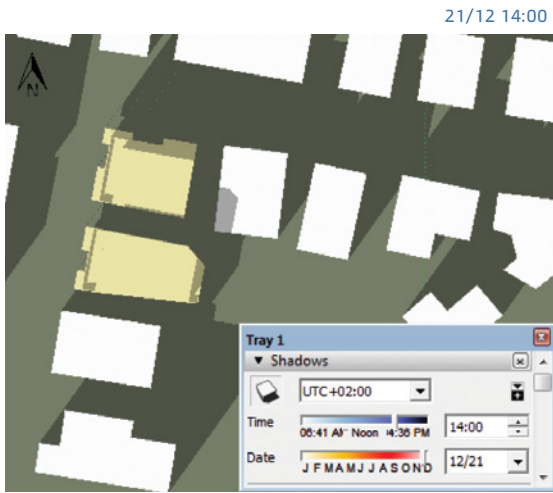 21/12 14:00
N
Tray 1
▼ Shadows
UTC+02:00
Time 06:41 AM Noon 04:36 PM 14:00
Date J F M A M J J A S O N D 12/21